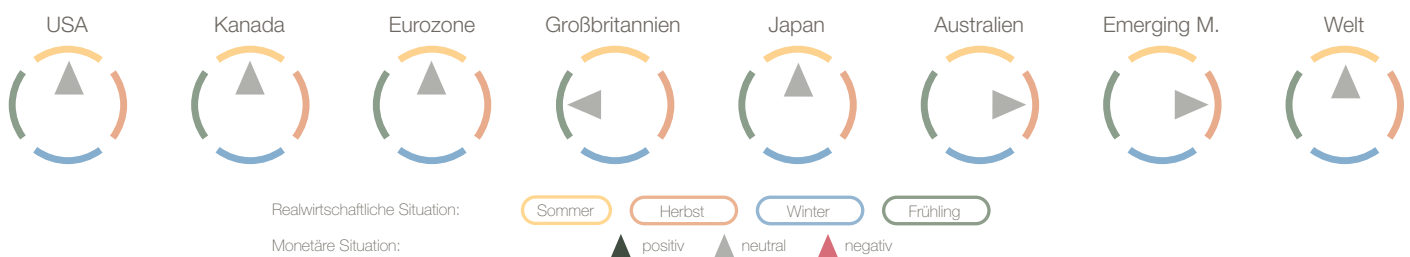 USA Kanada Eurozone Großbritannien Japan Australien Emerging M. Welt
Realwirtschaftliche Situation: Sommer Herbst Winter Frühling
Monetäre Situation: positiv neutral negativ